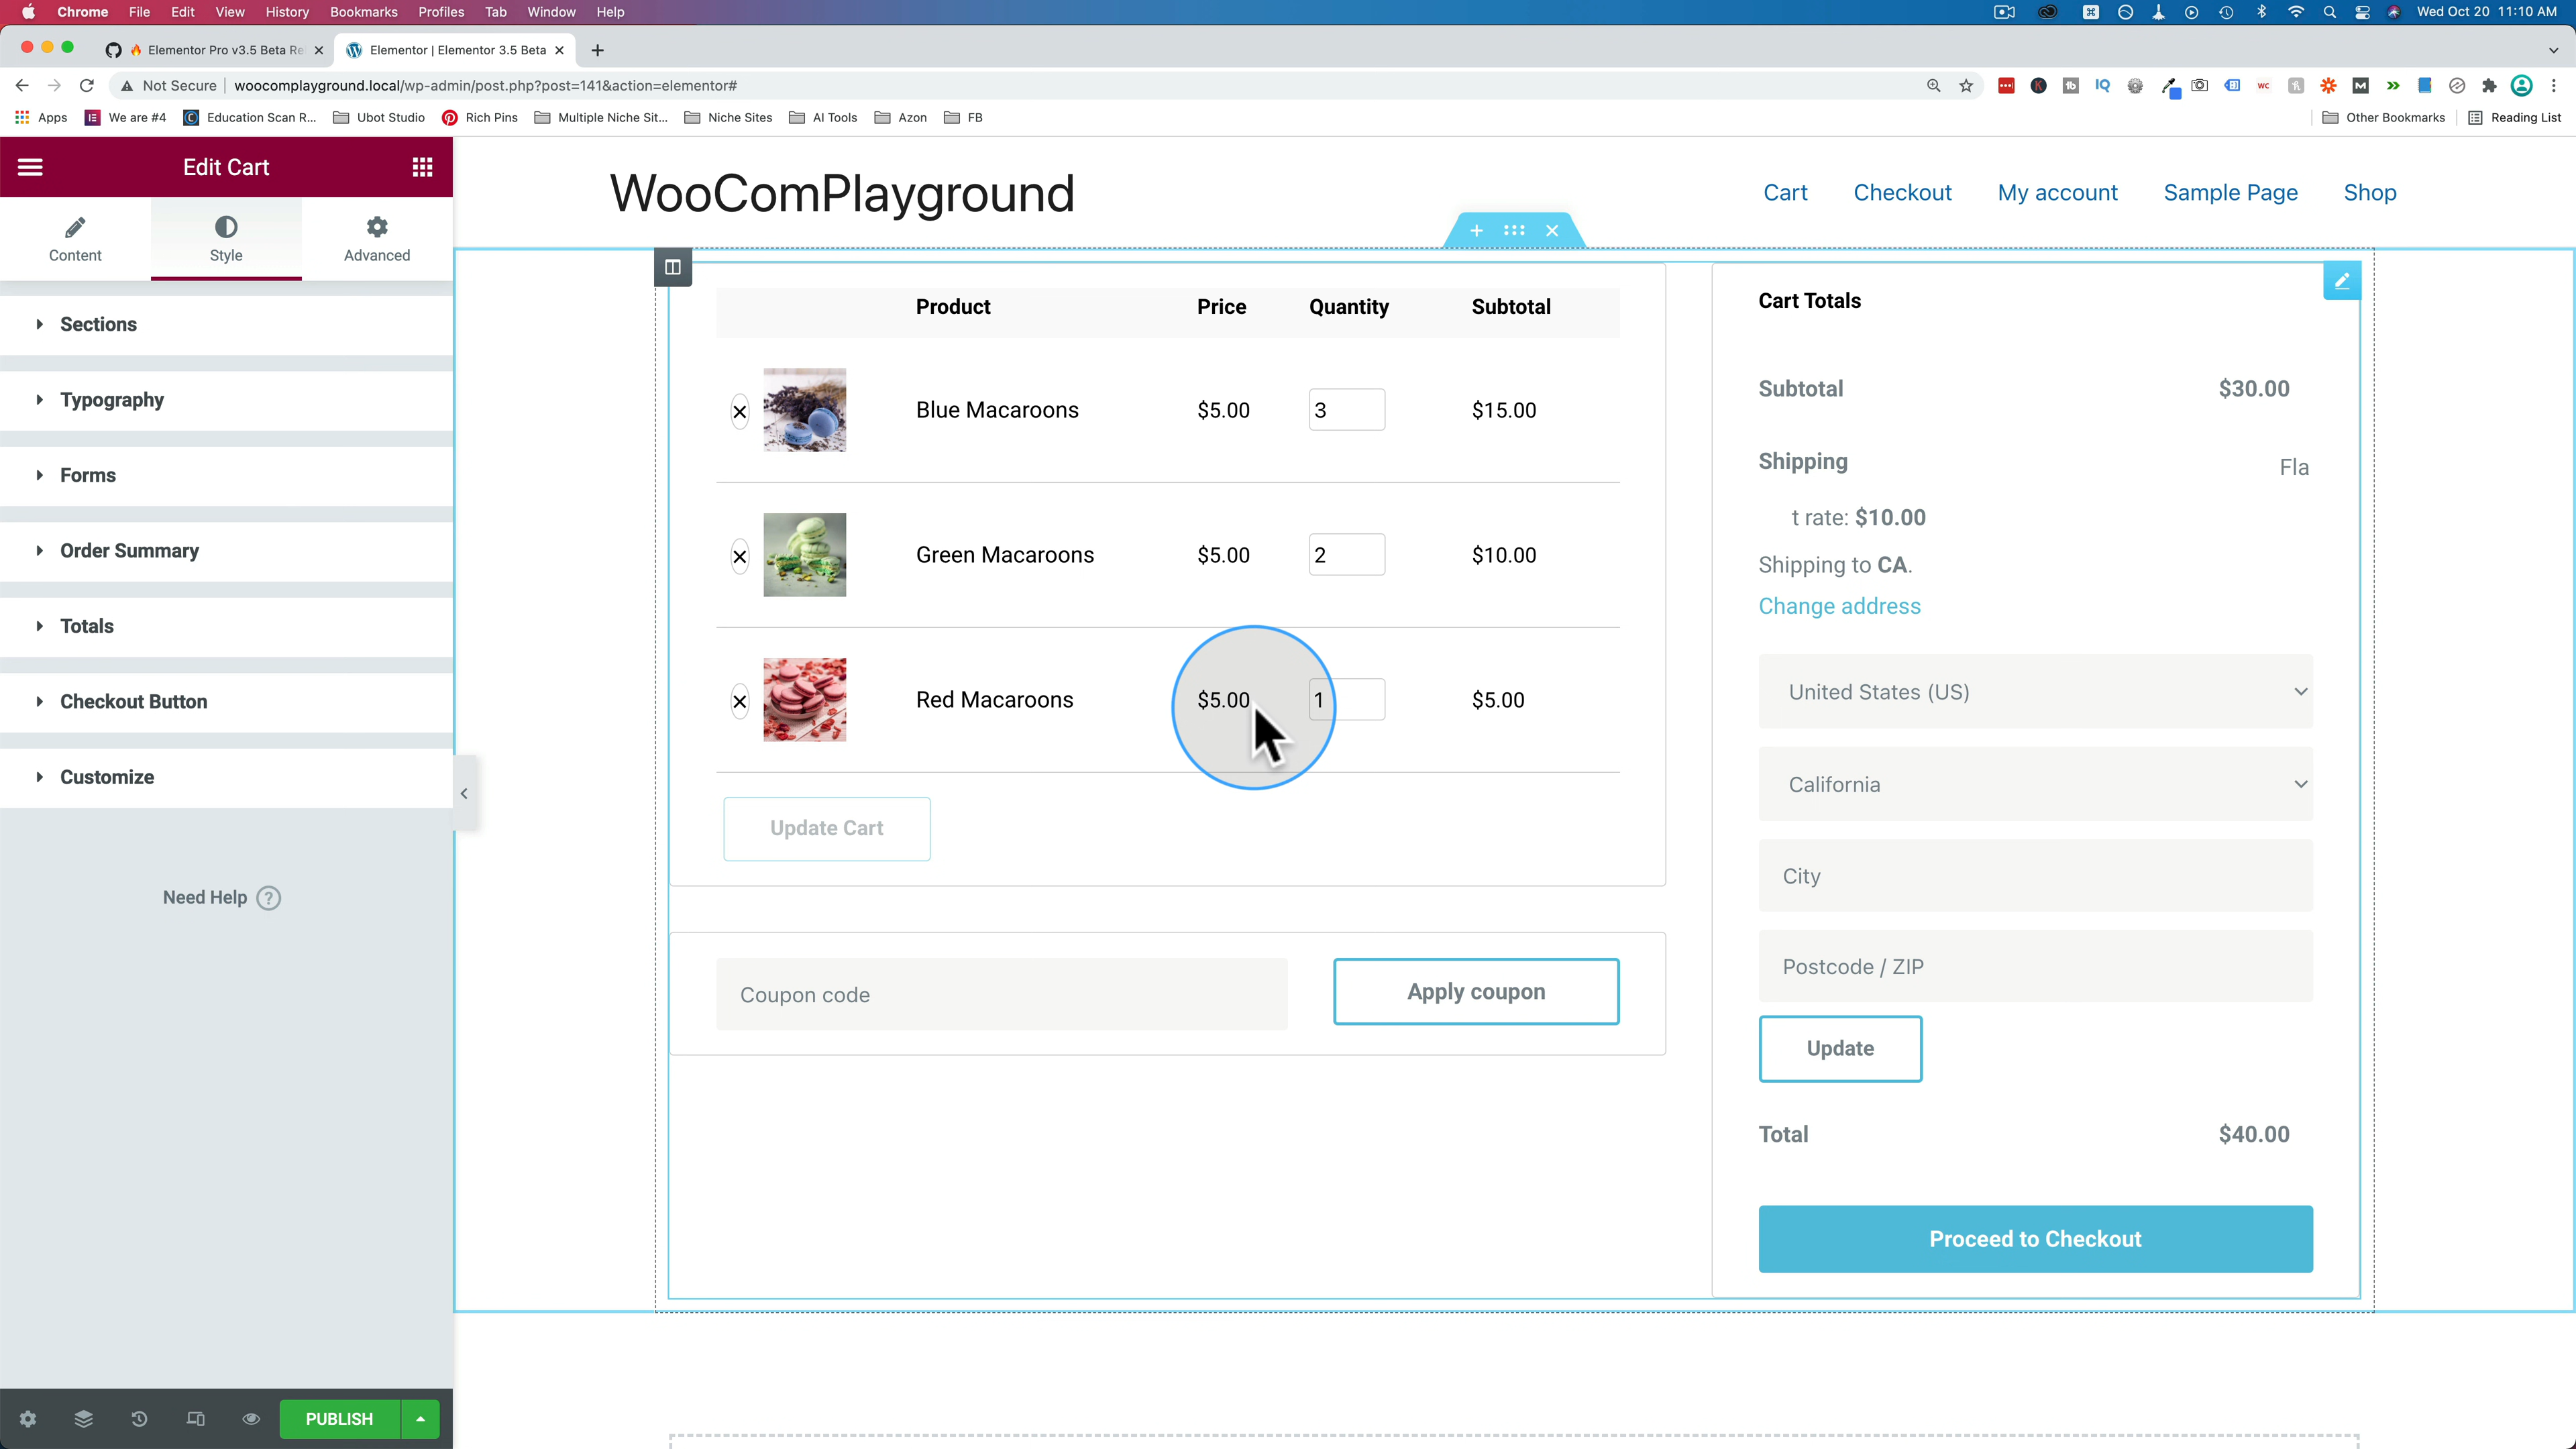 Chrome File Edit View History Bookmarks Profiles Tab Window Help Wed Oct 20 11:10 AM
Elementor Pro v3.5 Beta Re Elementor | Elementor 3.5 Beta
Not Secure woocomplayground.local/wp-admin/post.php?post=141&action=elementor#
Apps We are #4 Education Scan R... Ubot Studio Rich Pins Multiple Niche Sit... Niche Sites AI Tools Azon FB Other Bookmarks Reading List
Edit Cart
Content Style Advanced
Sections
Typography
Forms
Order Summary
Totals
Checkout Button
Customize
Need Help ?
PUBLISH
WooComPlayground
Cart Checkout My account Sample Page Shop
Product Price Quantity Subtotal
Blue Macaroons $5.00 3 $15.00
Green Macaroons $5.00 2 $10.00
Red Macaroons $5.00 1 $5.00
Update Cart
Coupon code Apply coupon
Cart Totals
Subtotal $30.00
Shipping Fla
t rate: $10.00
Shipping to CA.
Change address
United States (US)
California
City
Postcode / ZIP
Update
Total $40.00
Proceed to Checkout